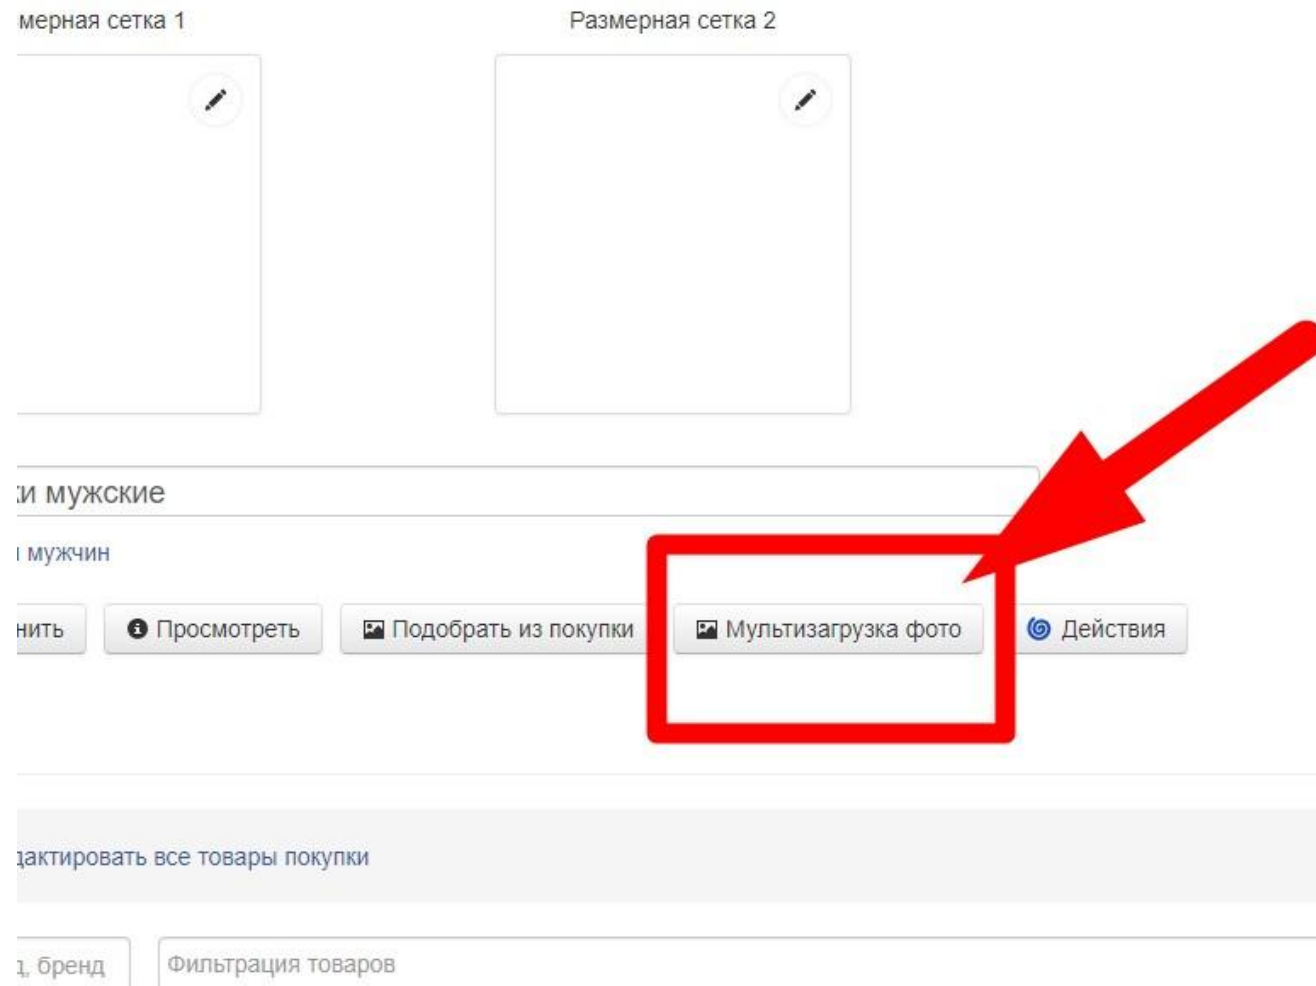 мерная сетка 1 Размерная сетка 2
ки мужские
мужчин
нить Просмотреть Подобрать из покупки Мультизагрузка фото Действия
дактировать все товары покупки
д, бренд Фильтрация товаров